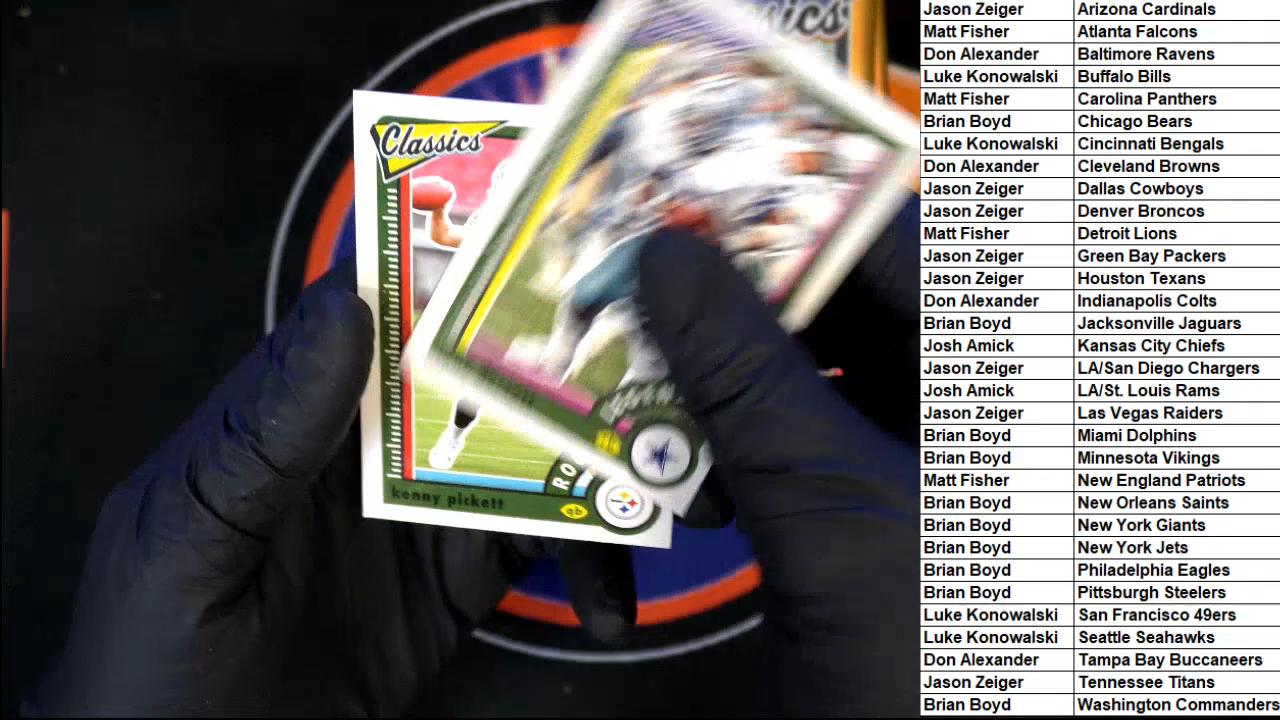 Classics
ssics
RO
kenny pickett
qb
Jason Zeiger Arizona Cardinals
Matt Fisher Atlanta Falcons
Don Alexander Baltimore Ravens
Luke Konowalski Buffalo Bills
Matt Fisher Carolina Panthers
Brian Boyd Chicago Bears
Luke Konowalski Cincinnati Bengals
Don Alexander Cleveland Browns
Jason Zeiger Dallas Cowboys
Jason Zeiger Denver Broncos
Matt Fisher Detroit Lions
Jason Zeiger Green Bay Packers
Jason Zeiger Houston Texans
Don Alexander Indianapolis Colts
Brian Boyd Jacksonville Jaguars
Josh Amick Kansas City Chiefs
Jason Zeiger LA/San Diego Chargers
Josh Amick LA/St. Louis Rams
Jason Zeiger Las Vegas Raiders
Brian Boyd Miami Dolphins
Brian Boyd Minnesota Vikings
Matt Fisher New England Patriots
Brian Boyd New Orleans Saints
Brian Boyd New York Giants
Brian Boyd New York Jets
Brian Boyd Philadelphia Eagles
Brian Boyd Pittsburgh Steelers
Luke Konowalski San Francisco 49ers
Luke Konowalski Seattle Seahawks
Don Alexander Tampa Bay Buccaneers
Jason Zeiger Tennessee Titans
Brian Boyd Washington Commanders